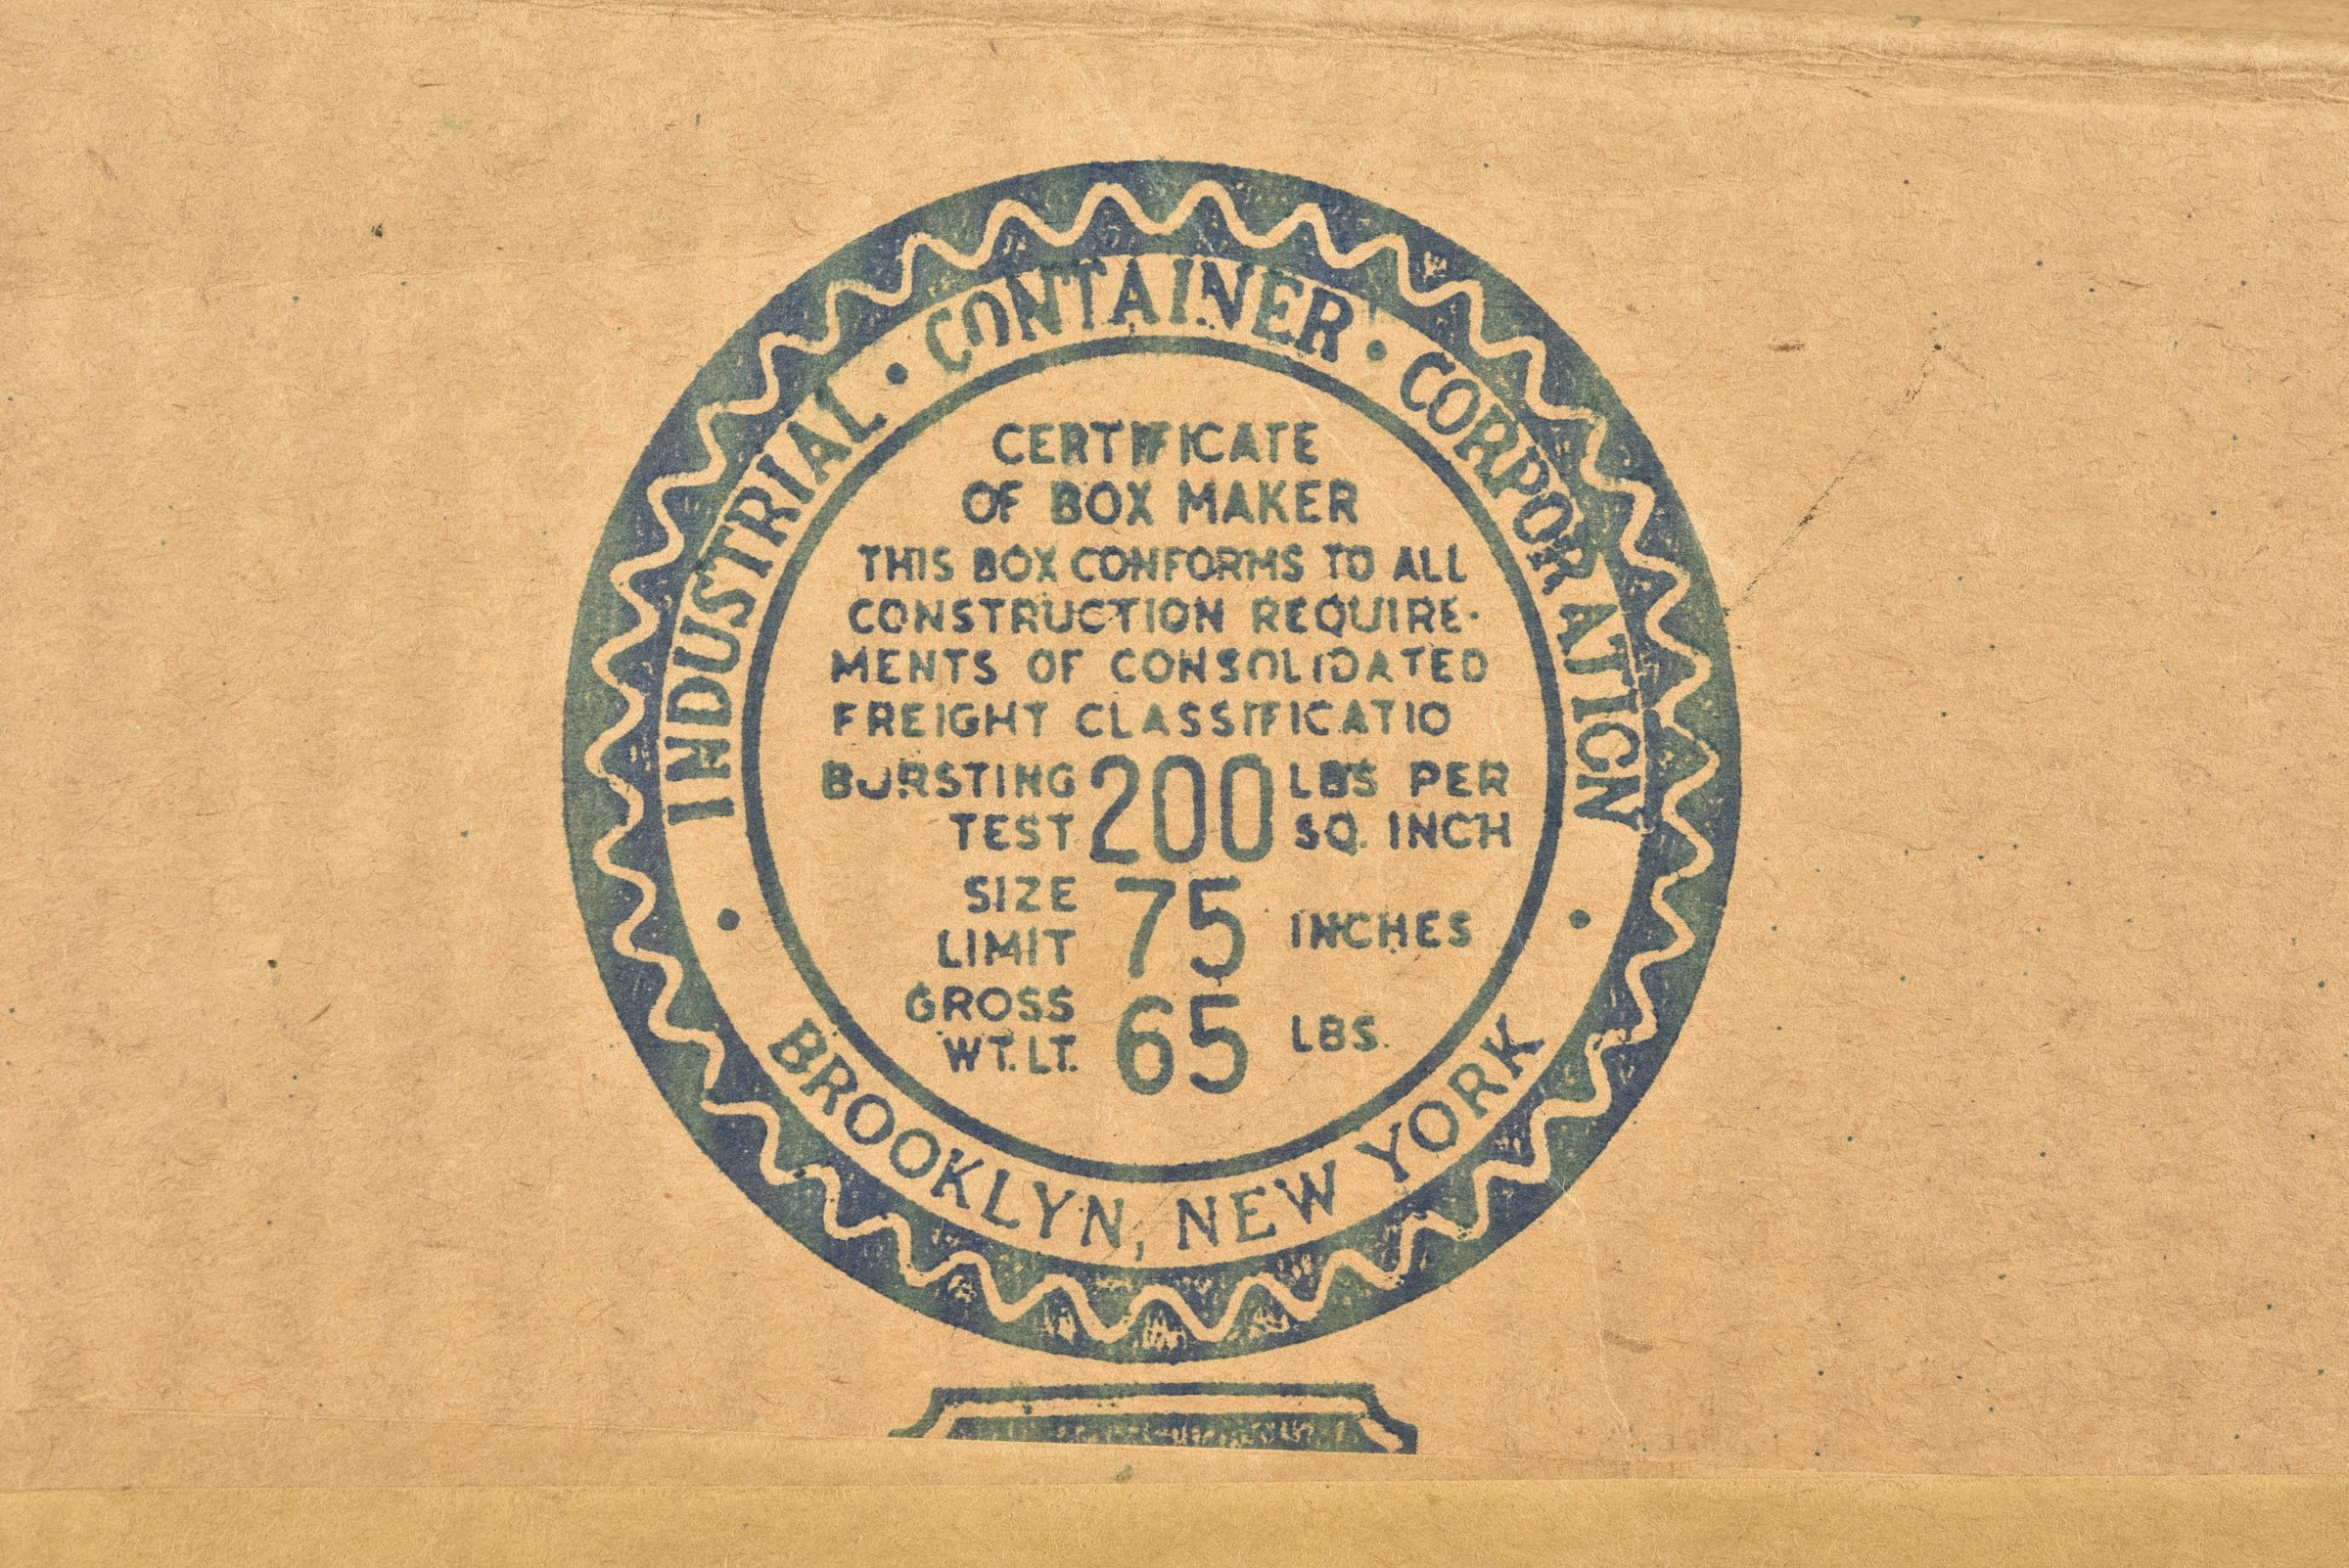 INDUSTRIAL • CONTAINER • CORPORATION
CERTIFICATE
OF BOX MAKER
THIS BOX CONFORMS TO ALL
CONSTRUCTION REQUIRE-
MENTS OF CONSOLIDATED
FREIGHT CLASSIFICATIO
BURSTING TEST 200 LBS PER SQ. INCH
SIZE LIMIT 75 INCHES
GROSS WT. LT. 65 LBS.
BROOKLYN, NEW YORK